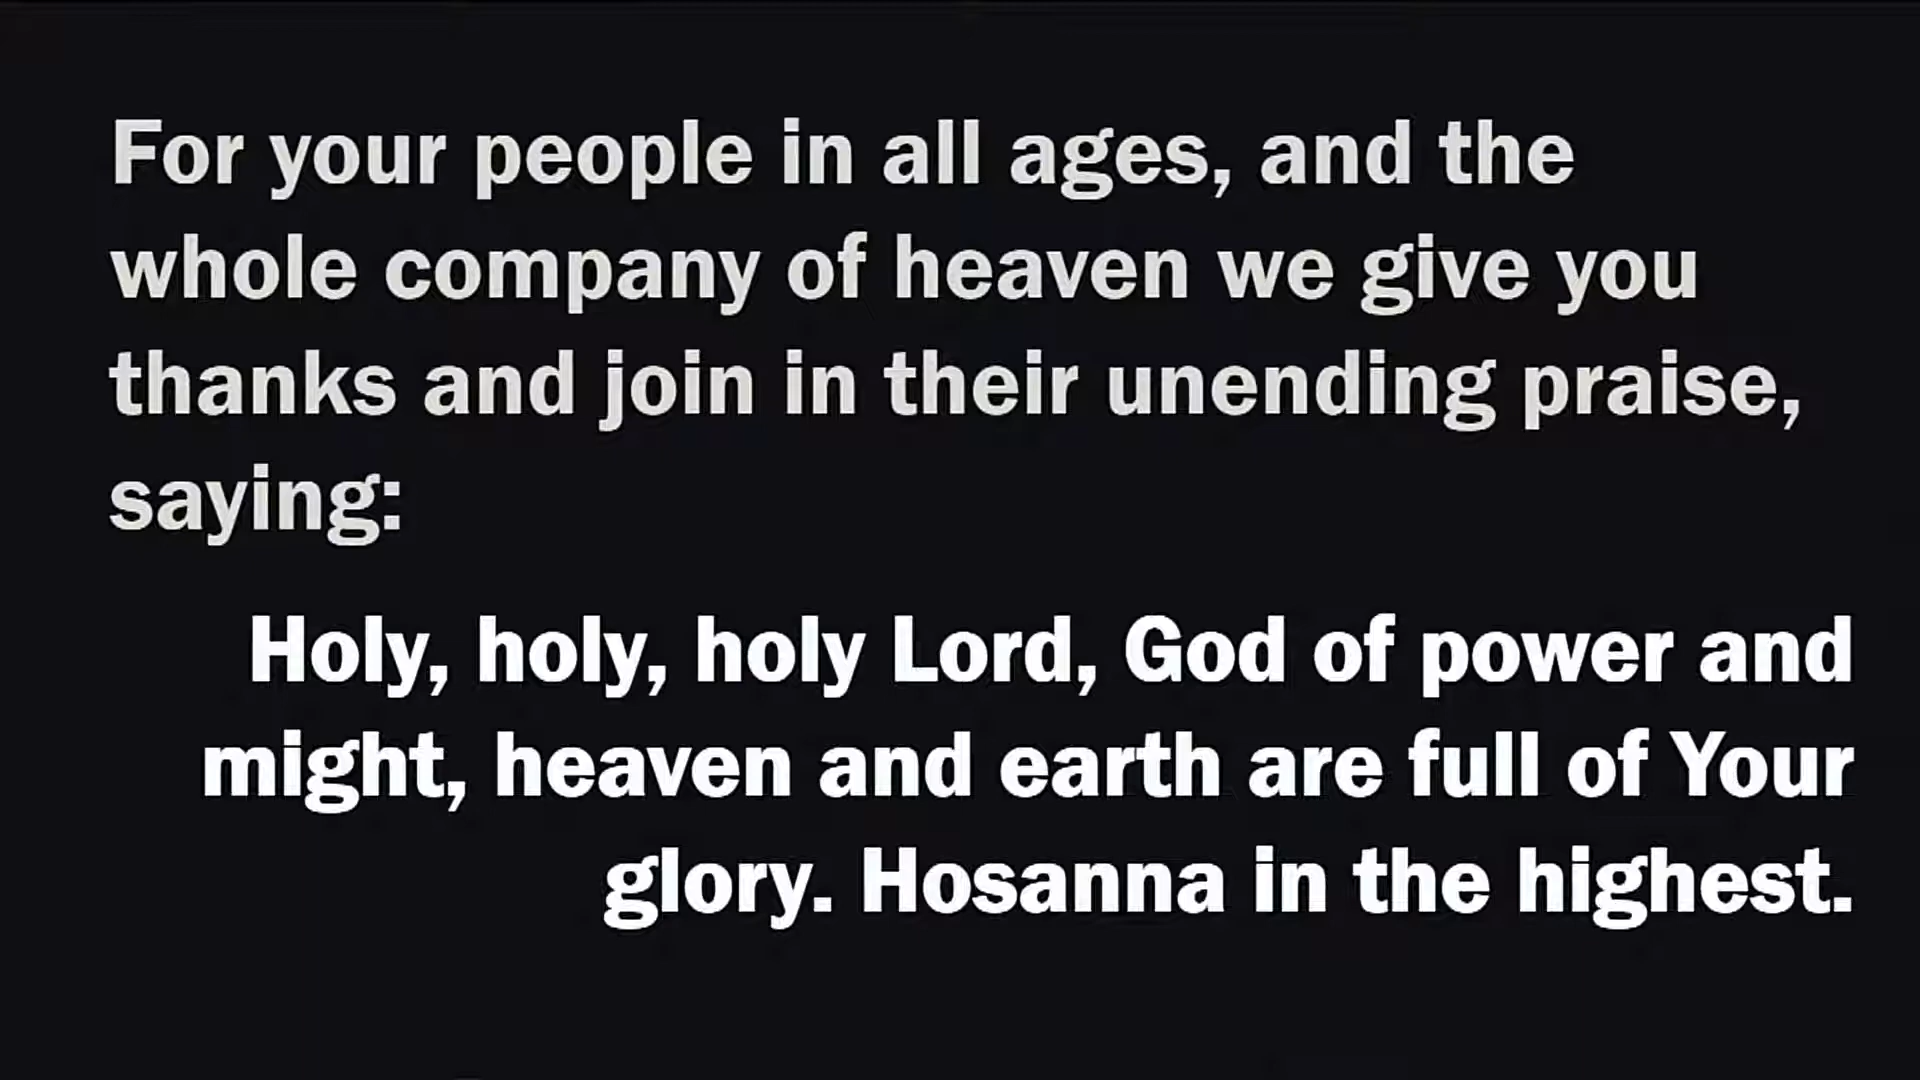 For your people in all ages, and the
whole company of heaven we give you
thanks and join in their unending praise,
saying:
Holy, holy, holy Lord, God of power and
might, heaven and earth are full of Your
glory. Hosanna in the highest.